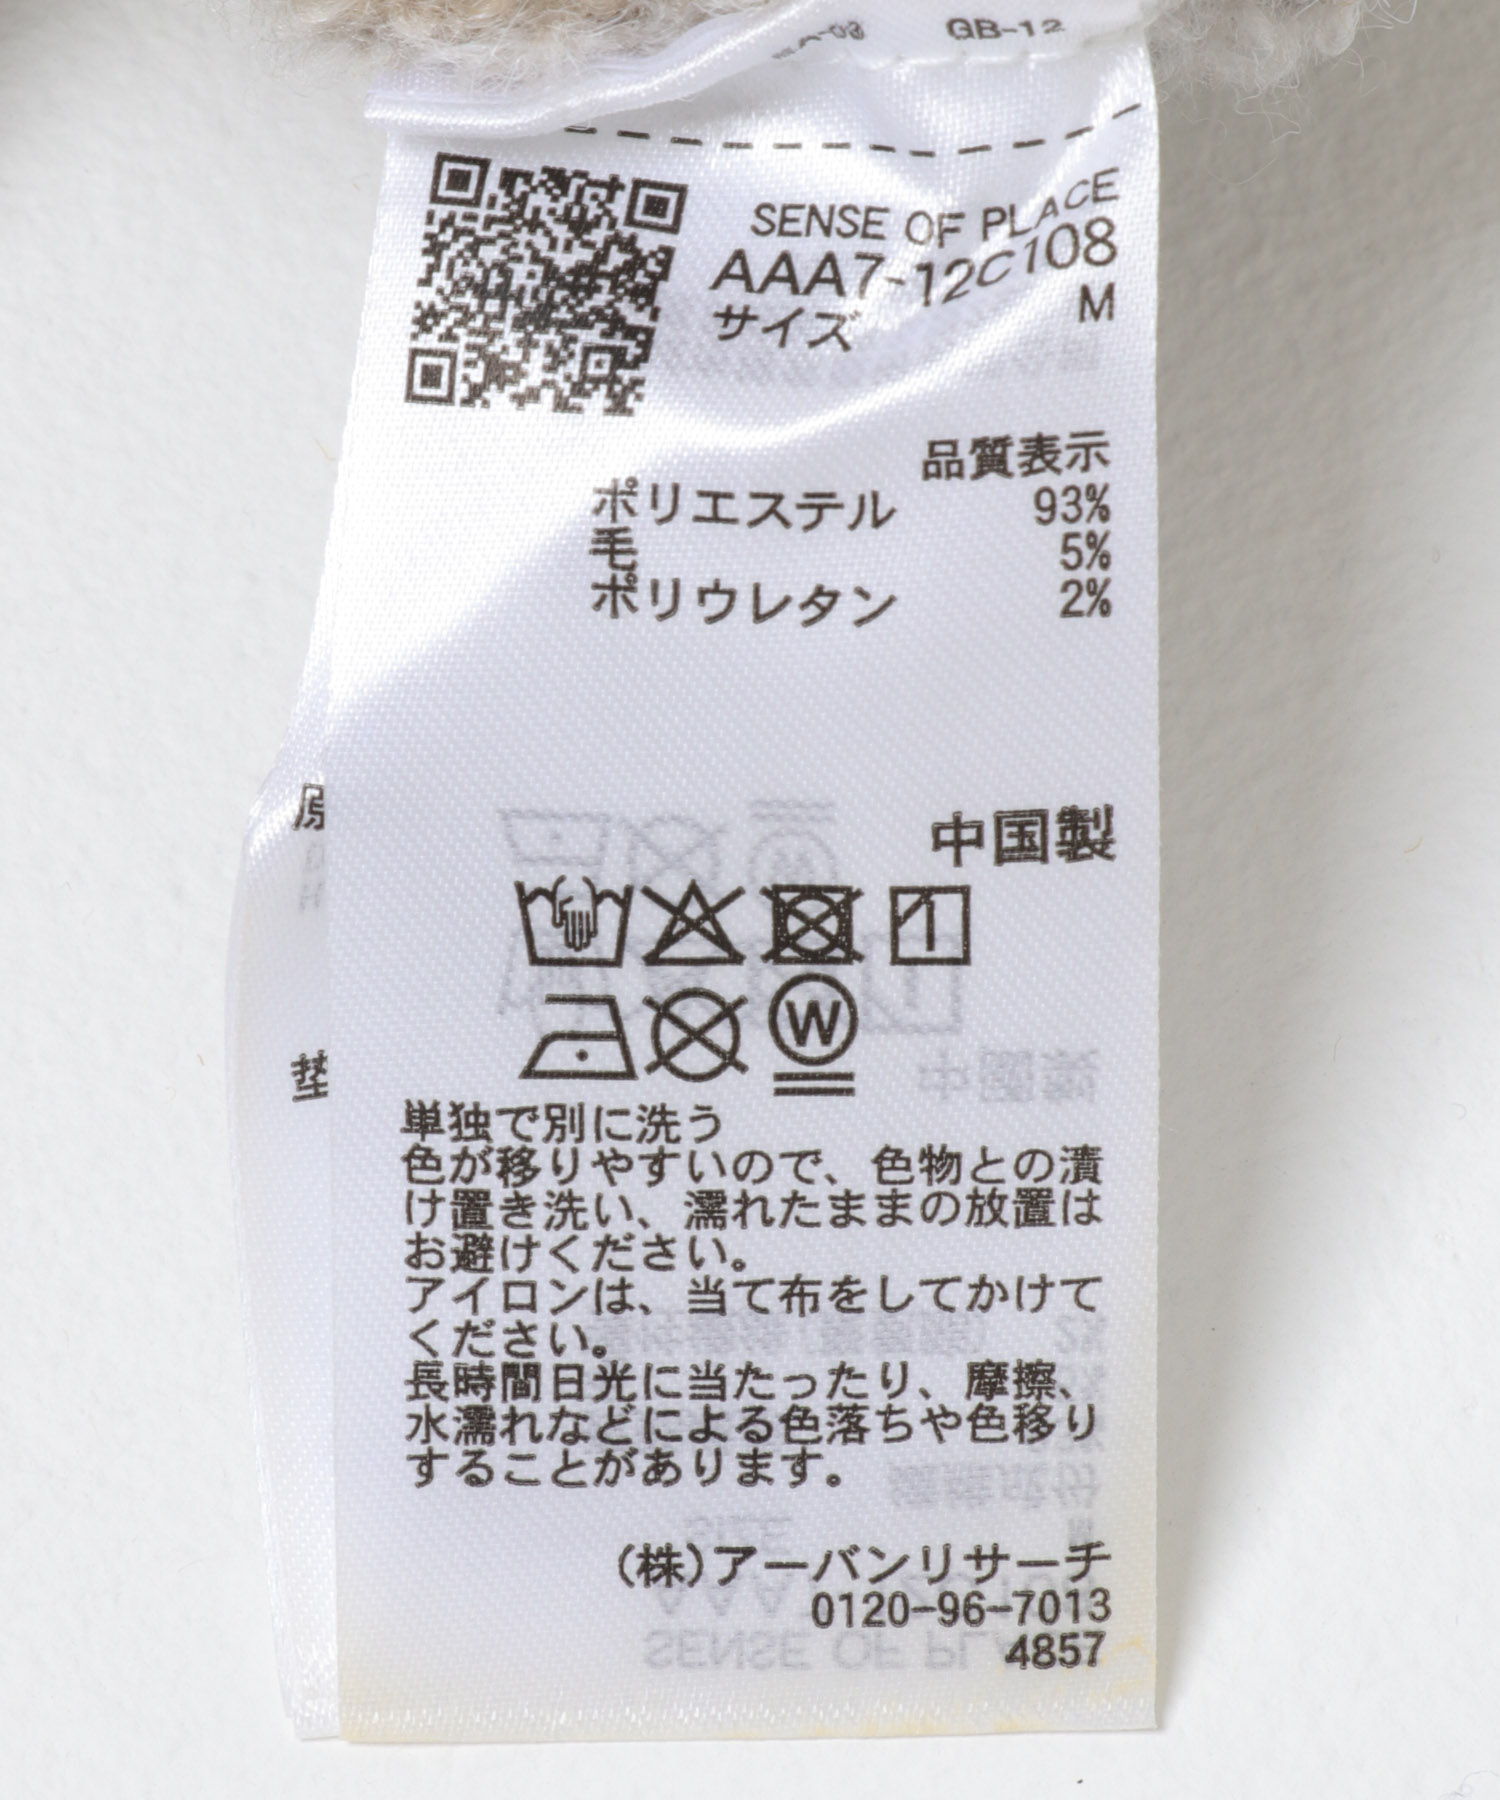 GB-12
SENSE OF PLACE
AAA7-12C108
サイズ M
品質表示
ポリエステル 93%
毛 5%
ポリウレタン 2%
中国製
単独で別に洗う
色が移りやすいので、色物との漬
け置き洗い、濡れたままの放置は
お避けください。
アイロンは、当て布をしてかけて
ください。
長時間日光に当たったり、摩擦、
水濡れなどによる色落ちや色移り
することがあります。
(株)アーバンリサーチ
0120-96-7013
4857